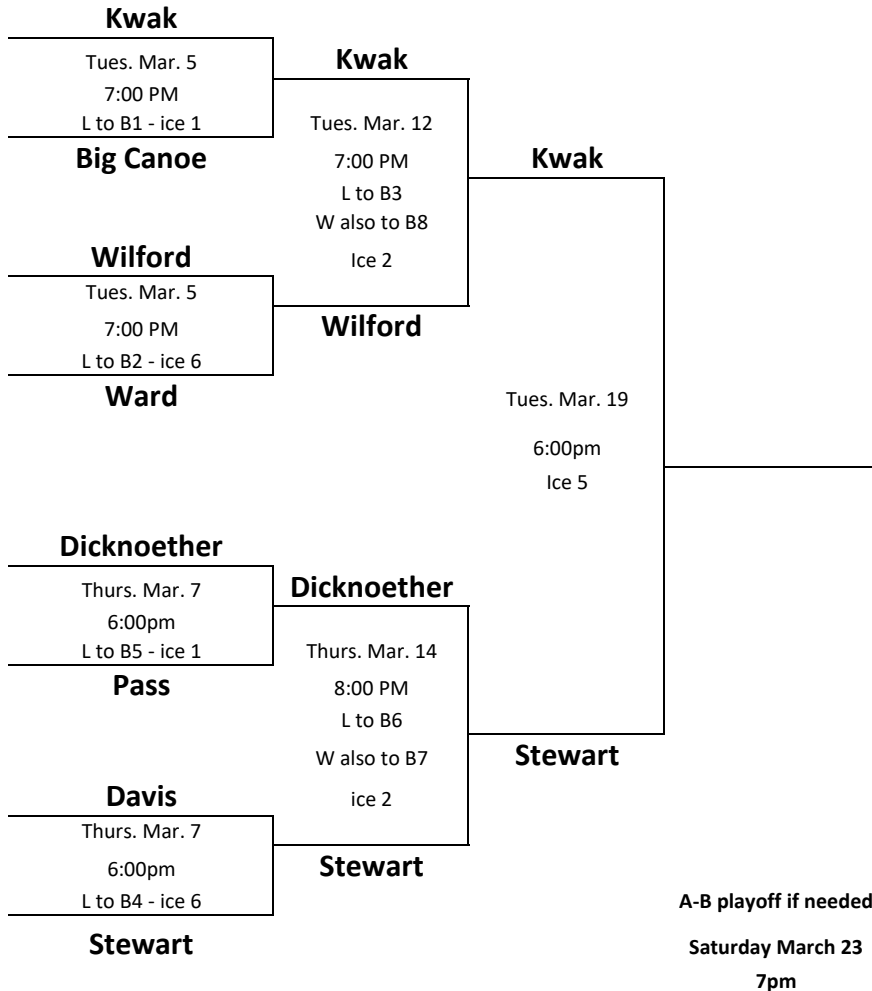 Kwak
Tues. Mar. 5
7:00 PM
L to B1 - ice 1
Big Canoe
Kwak
Tues. Mar. 12
7:00 PM
L to B3
W also to B8
Ice 2
Wilford
Wilford
Tues. Mar. 5
7:00 PM
L to B2 - ice 6
Ward
Kwak
Tues. Mar. 19
6:00pm
Ice 5
Stewart
Dicknoether
Thurs. Mar. 7
6:00pm
L to B5 - ice 1
Pass
Dicknoether
Thurs. Mar. 14
8:00 PM
L to B6
W also to B7
ice 2
Stewart
Davis
Thurs. Mar. 7
6:00pm
L to B4 - ice 6
Stewart
A-B playoff if needed
Saturday March 23
7pm